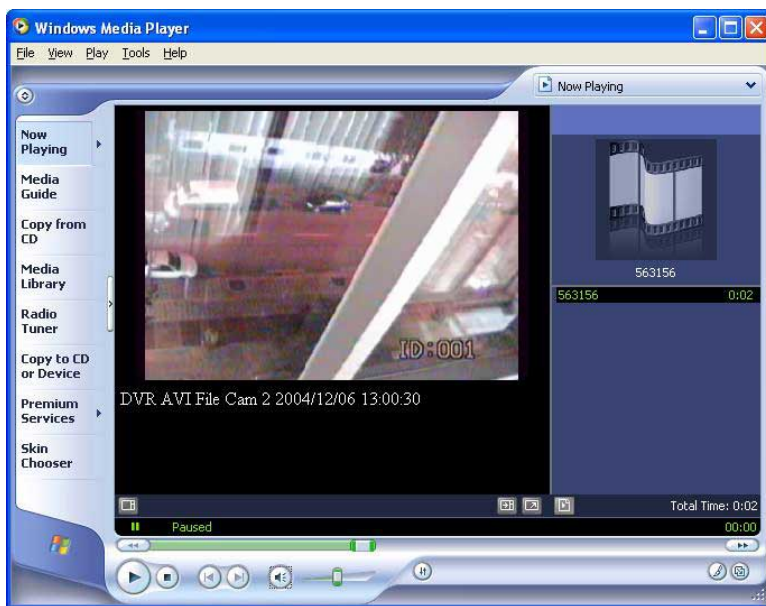 Windows Media Player
File View Play Tools Help
Now Playing
Now
Playing
Media
Guide
Copy from
CD
Media
Library
Radio
Tuner
Copy to CD
or Device
Premium
Services
Skin
Chooser
ID:001
DVR AVI File Cam 2 2004/12/06 13:00:30
563156
563156 0:02
Total Time: 0:02
Paused 00:00